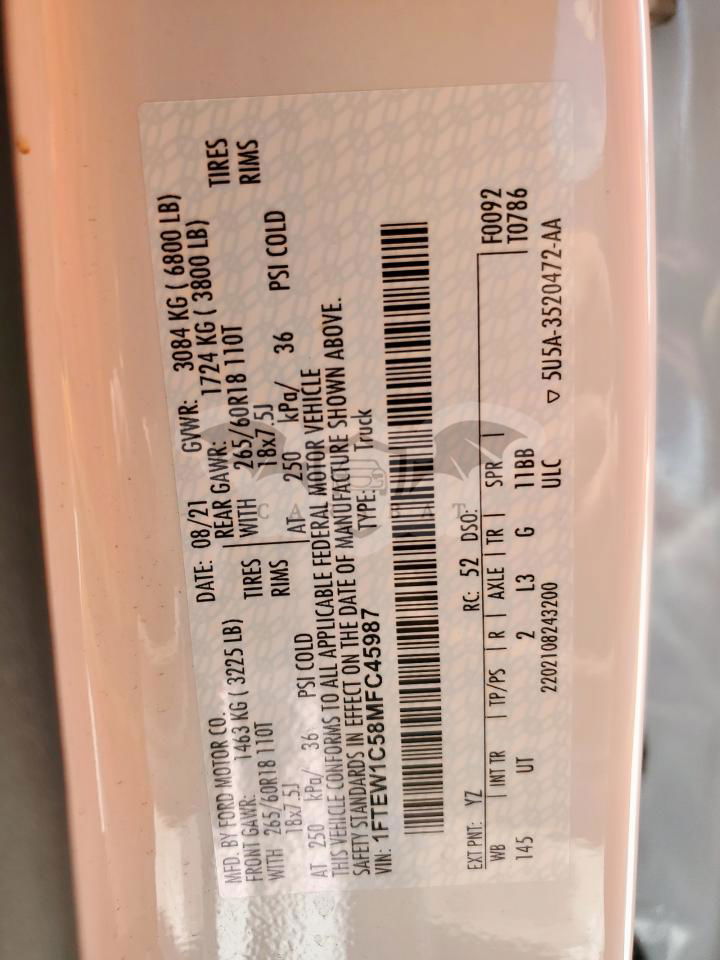 MFD. BY FORD MOTOR CO.
DATE: 08/21 GVWR: 3084 KG ( 6800 LB)
FRONT GAWR: 1463 KG ( 3225 LB) REAR GAWR: 1724 KG ( 3800 LB)
WITH 265/60R18 110T TIRES WITH 265/60R18 110T TIRES
18x7.5J RIMS 18x7.5J RIMS
AT 250 kPa/ 36 PSI COLD AT 250 kPa/ 36 PSI COLD
THIS VEHICLE CONFORMS TO ALL APPLICABLE FEDERAL MOTOR VEHICLE
SAFETY STANDARDS IN EFFECT ON THE DATE OF MANUFACTURE SHOWN ABOVE.
VIN: 1FTEW1C58MFC45987 TYPE: Truck
CARBAT
EXT PNT: YZ RC: 52 DSO:
WB INT TR TP/PS R AXLE TR SPR F0092
145 UT 2 L3 G 11BB T0786
2202108243200 ULC ▽ 5U5A-3520472-AA